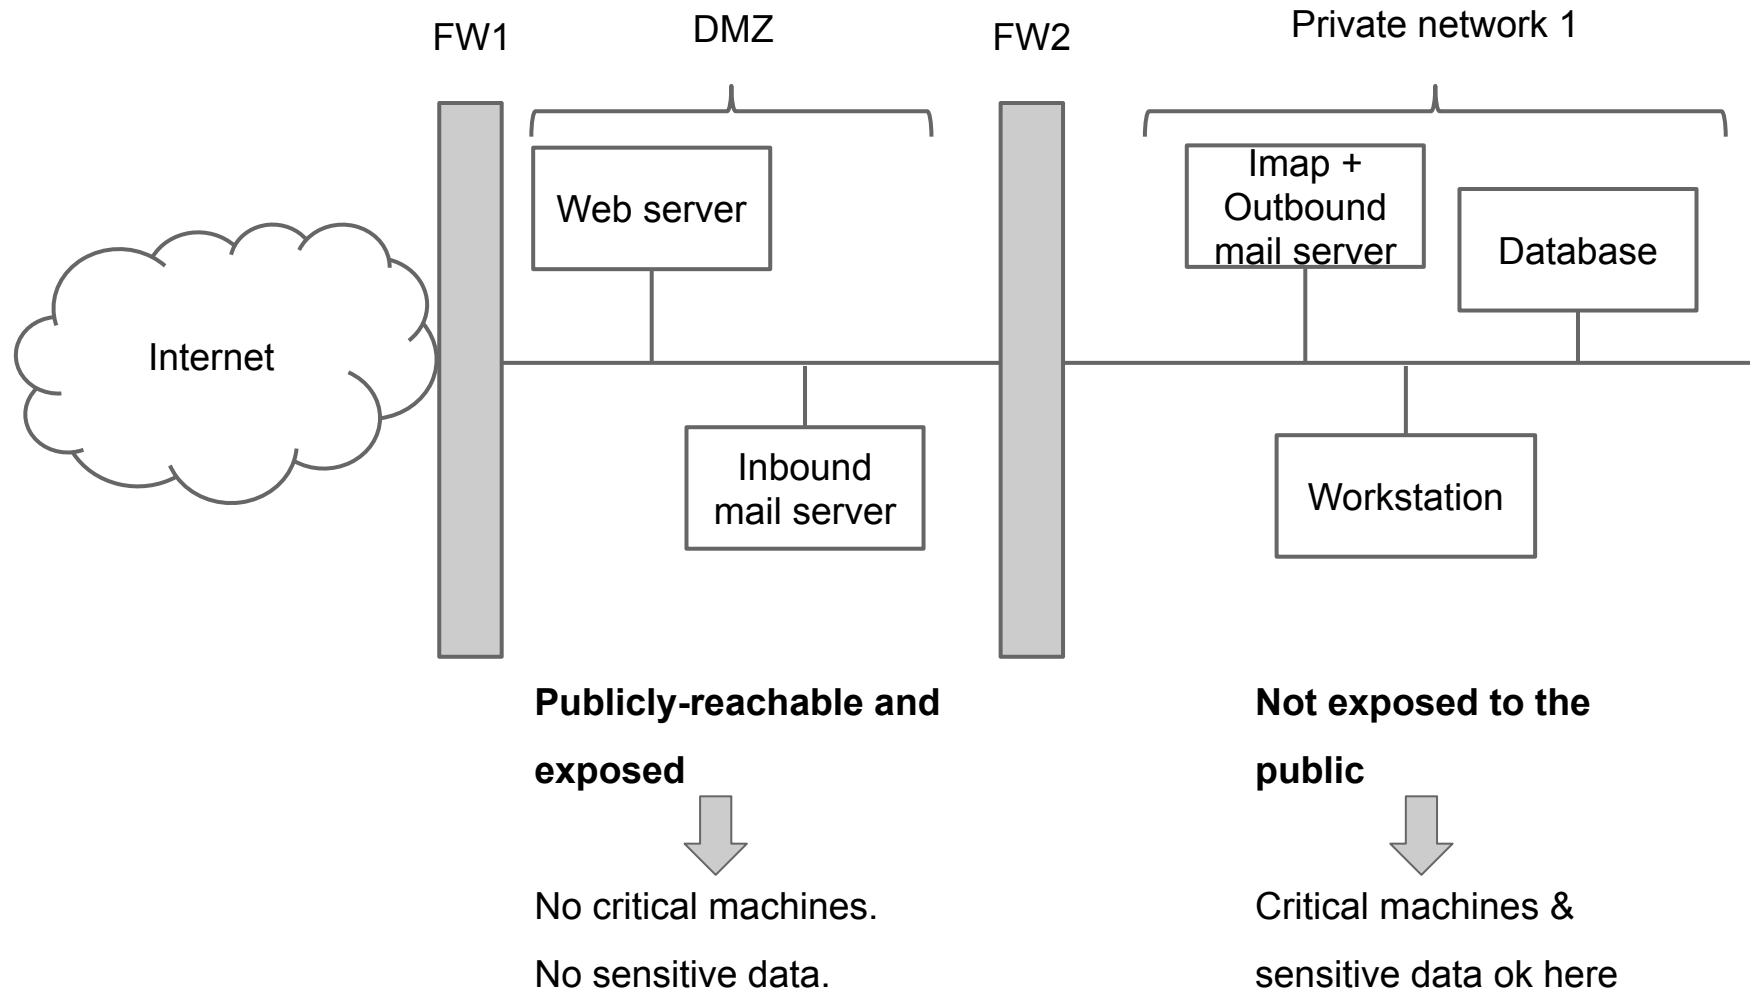 FW1
DMZ
FW2
Private network 1
Web server
Imap +
Outbound
mail server
Database
Internet
Inbound
mail server
Workstation
Publicly-reachable and
exposed
Not exposed to the
public
No critical machines.
No sensitive data.
Critical machines &
sensitive data ok here